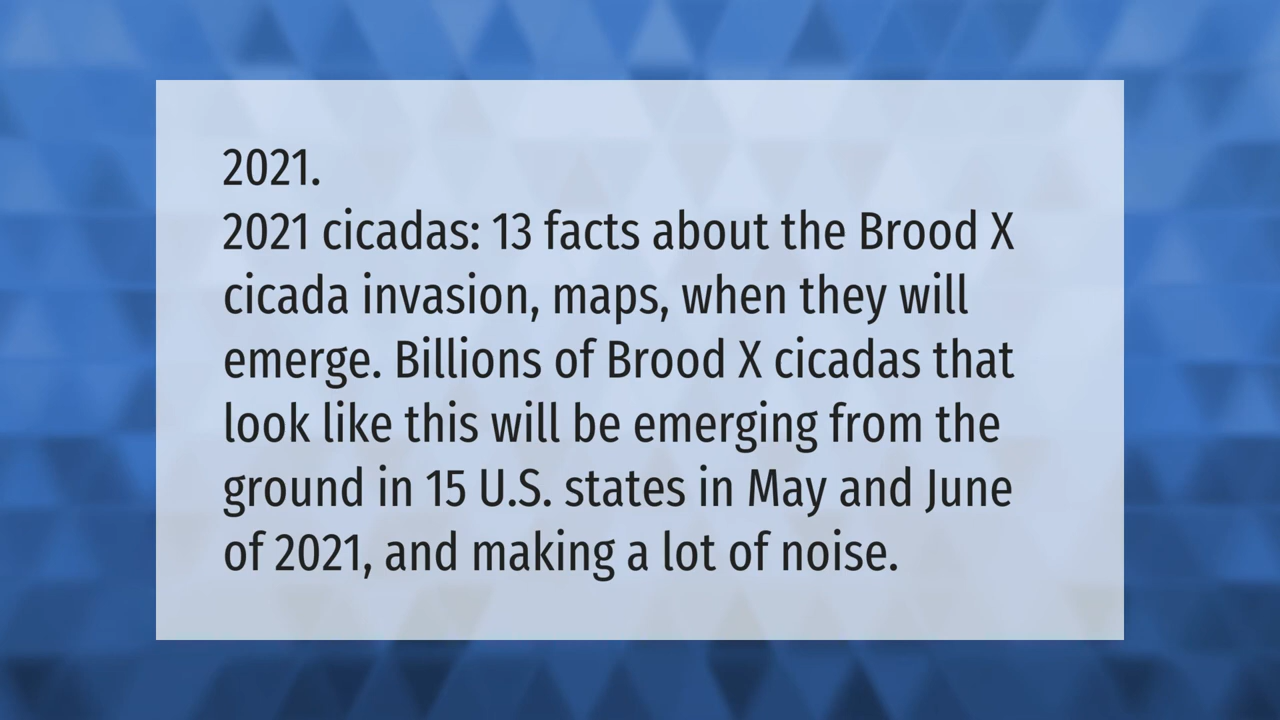 2021.
2021 cicadas: 13 facts about the Brood X
cicada invasion, maps, when they will
emerge. Billions of Brood X cicadas that
look like this will be emerging from the
ground in 15 U.S. states in May and June
of 2021, and making a lot of noise.